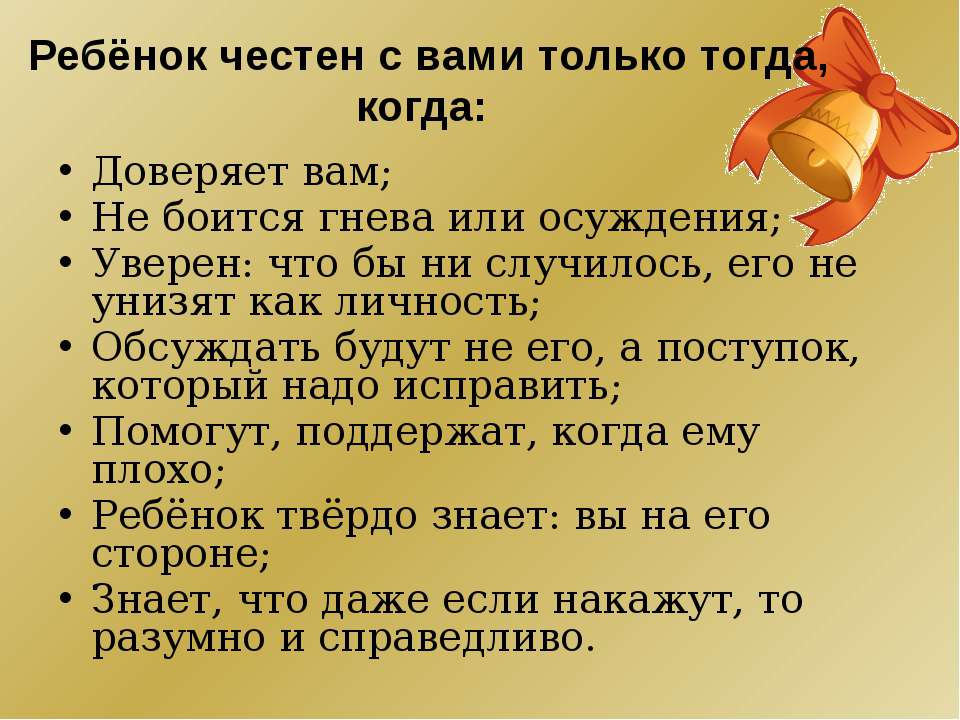 Ребёнок честен с вами только тогда,
когда:
• Доверяет вам;
• Не боится гнева или осуждения;
• Уверен: что бы ни случилось, его не
унизят как личность;
• Обсуждать будут не его, а поступок,
который надо исправить;
• Помогут, поддержат, когда ему
плохо;
• Ребёнок твёрдо знает: вы на его
стороне;
• Знает, что даже если накажут, то
разумно и справедливо.